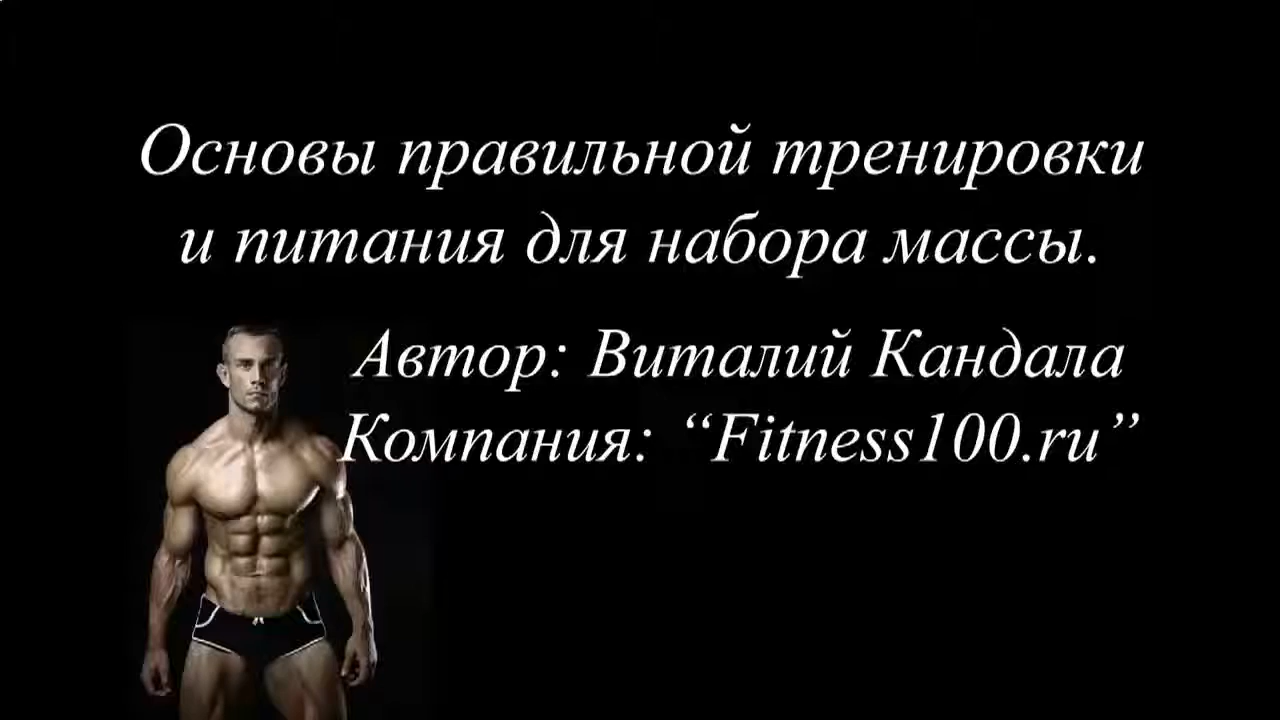 Основы правильной тренировки
и питания для набора массы.
Автор: Виталий Кандала
Компания: “Fitness100.ru”